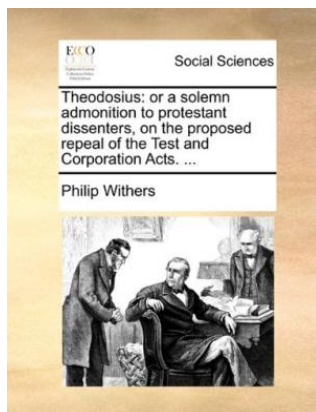 ECCO
Social Sciences
Theodosius: or a solemn
admonition to protestant
dissenters, on the proposed
repeal of the Test and
Corporation Acts. ...
Philip Withers